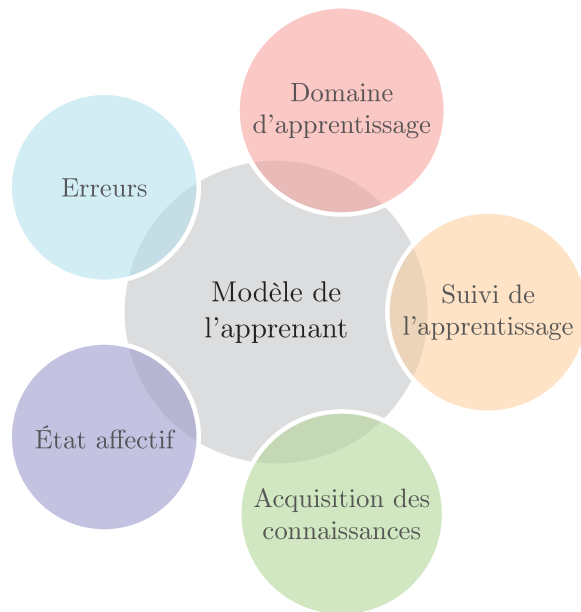 Domaine
d'apprentissage
Erreurs
Modèle de
l'apprenant
Suivi de
l'apprentissage
État affectif
Acquisition des
connaissances